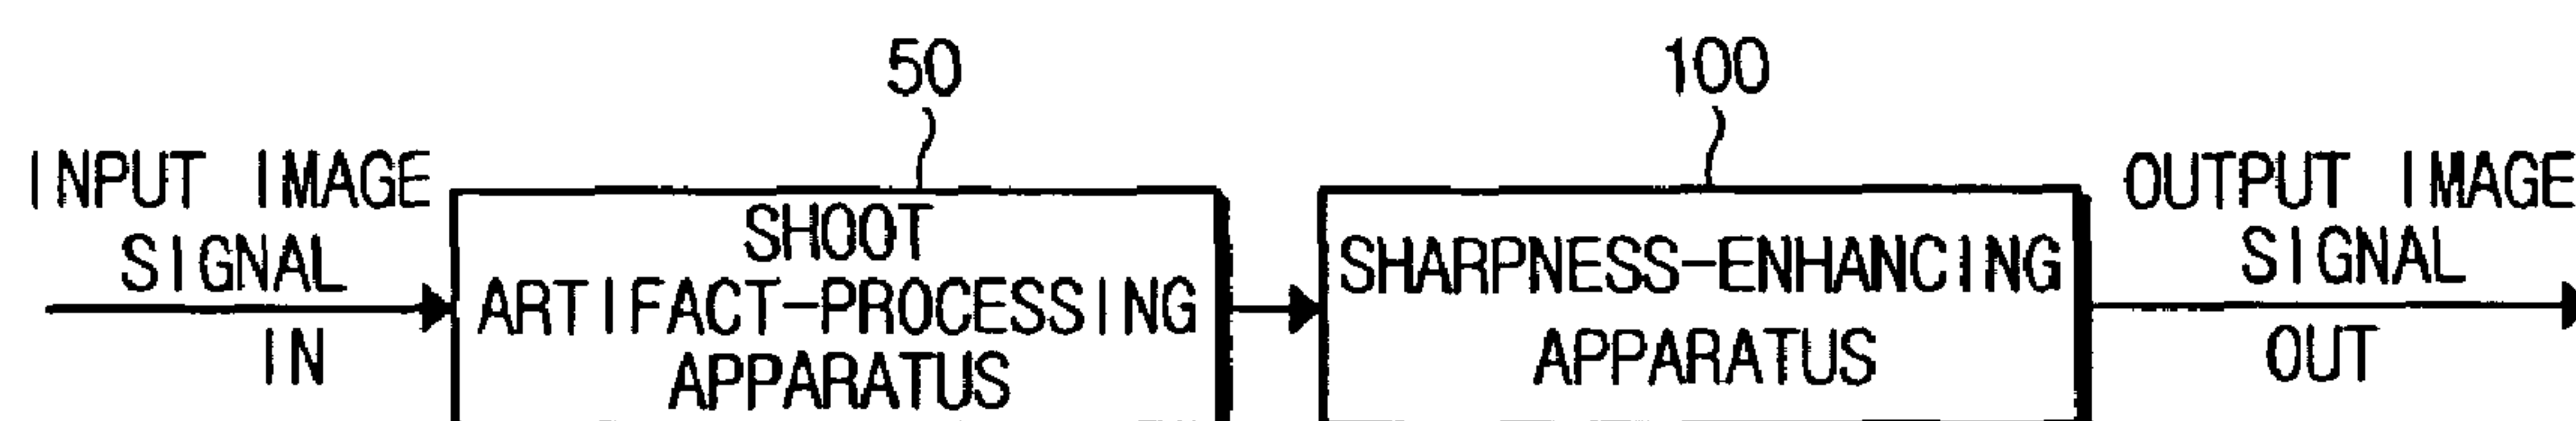 50
100
INPUT IMAGE
SIGNAL
IN
SHOOT
ARTIFACT-PROCESSING
APPARATUS
SHARPNESS-ENHANCING
APPARATUS
OUTPUT IMAGE
SIGNAL
OUT